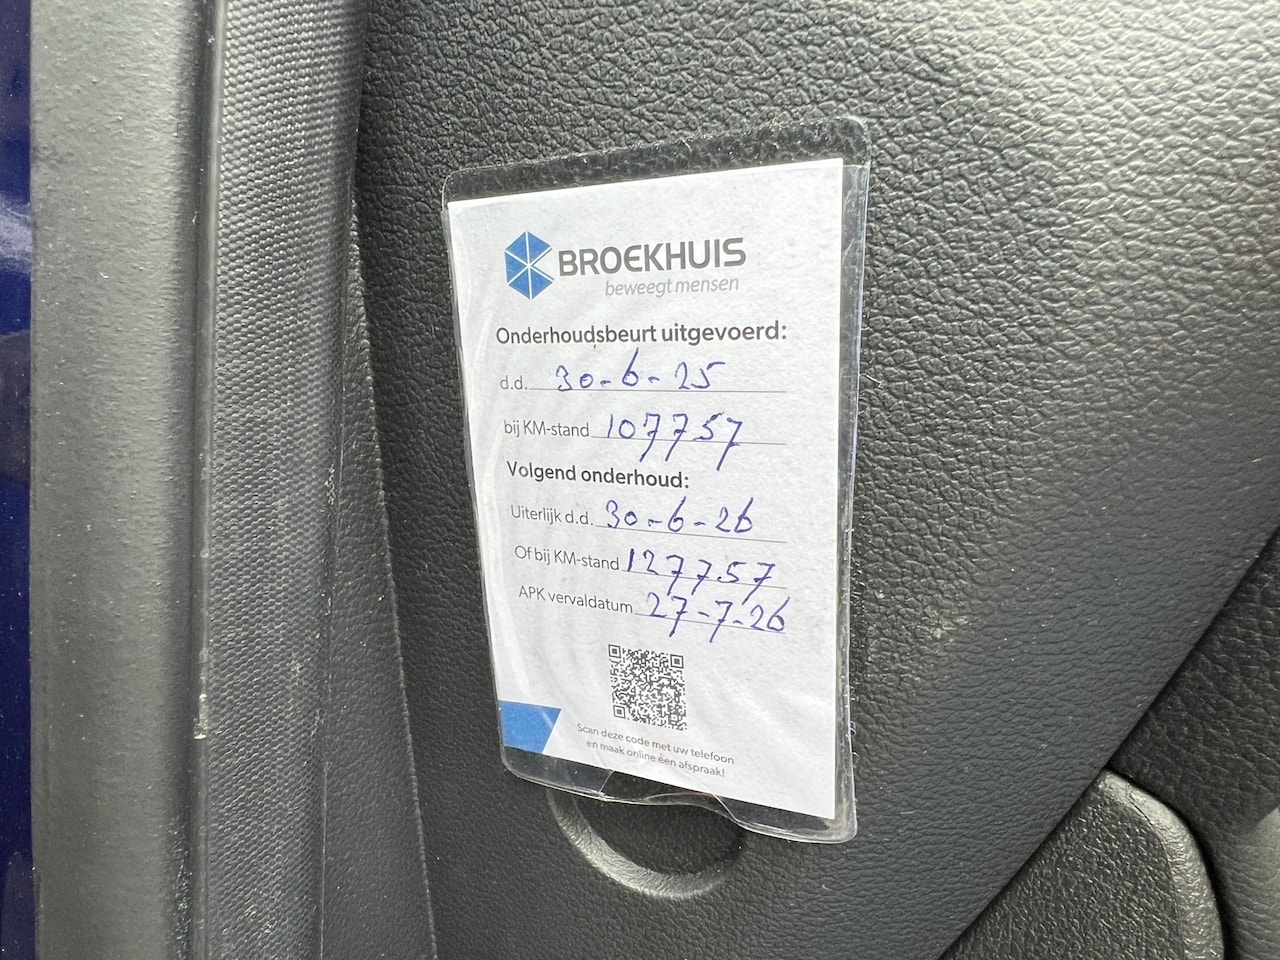 BROEKHUIS
beweegt mensen
Onderhoudsbeurt uitgevoerd:
d.d. 30-6-25
bij KM-stand 107757
Volgend onderhoud:
Uiterlijk d.d. 30-6-26
Of bij KM-stand 127757
APK vervaldatum 27-7-26
Scan deze code met uw telefoon
en maak online een afspraak!